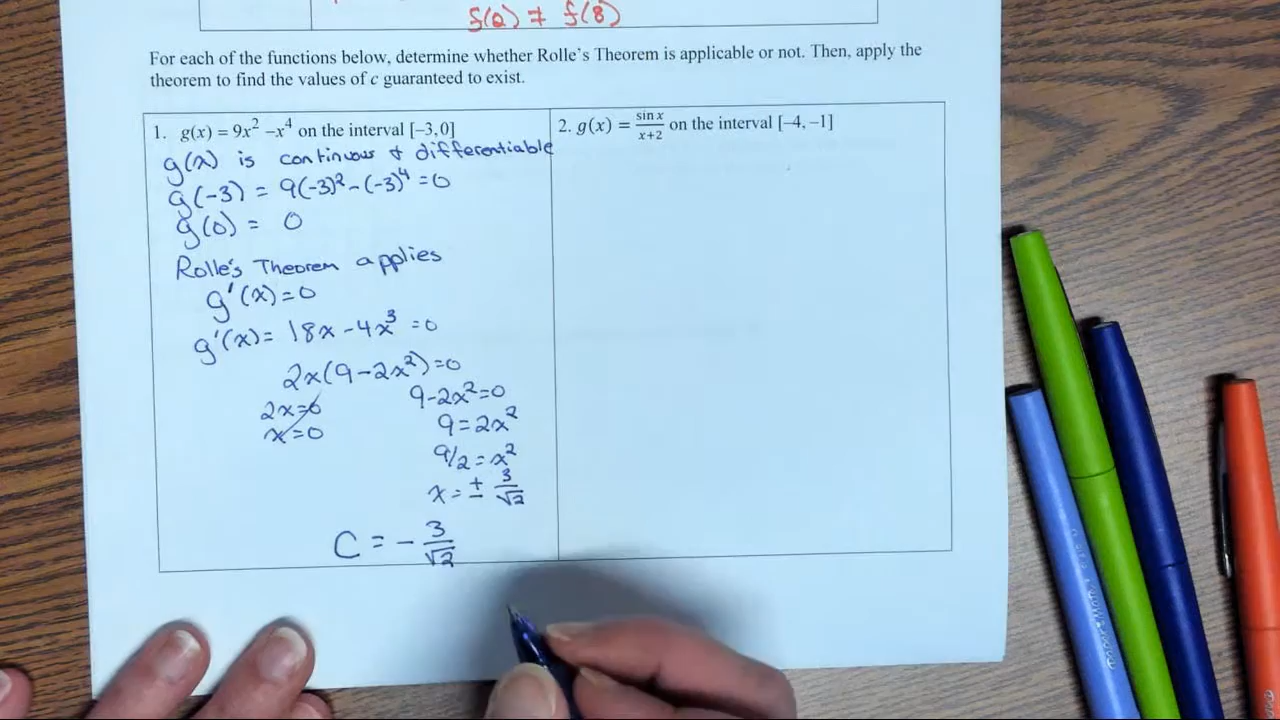 f(0) ≠ f(8)
For each of the functions below, determine whether Rolle's Theorem is applicable or not. Then, apply the
theorem to find the values of c guaranteed to exist.
1. g(x) = 9x² –x⁴ on the interval [–3,0]
g(x) is continuous & differentiable
g(-3) = 9(-3)² - (-3)⁴ = 0
g(0) = 0
Rolle's Theorem applies
g'(x) = 0
g'(x) = 18x - 4x³ = 0
2x(9-2x²) = 0
2x=0
x=0
9-2x²=0
9=2x²
9/2=x²
x = ± 3/√2
C = - 3/√2
2. g(x) = sin x/x+2 on the interval [–4, –1]